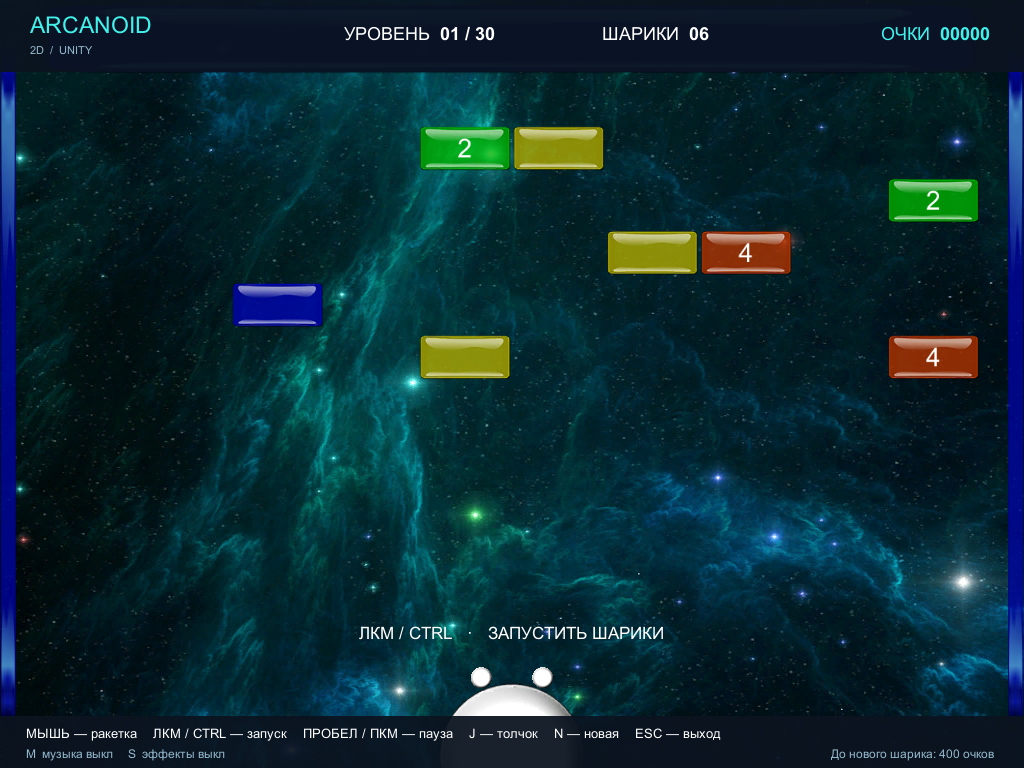 ARCANOID
2D / UNITY
УРОВЕНЬ 01 / 30
ШАРИКИ 06
ОЧКИ 00000
2
2
4
4
ЛКМ / CTRL · ЗАПУСТИТЬ ШАРИКИ
МЫШЬ — ракетка ЛКМ / CTRL — запуск ПРОБЕЛ / ПКМ — пауза J — толчок N — новая ESC — выход
M музыка выкл S эффекты выкл
До нового шарика: 400 очков